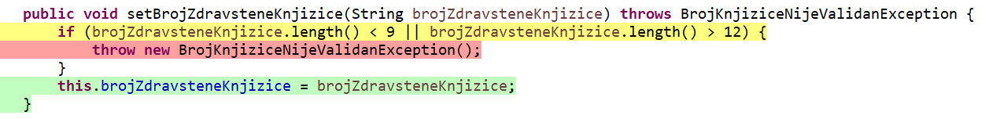 public void setBrojZdravsteneKnjizice(String brojZdravsteneKnjizice) throws BrojKnjiziceNijeValidanException {
if (brojZdravsteneKnjizice.length() < 9 || brojZdravsteneKnjizice.length() > 12) {
throw new BrojKnjiziceNijeValidanException();
}
this.brojZdravsteneKnjizice = brojZdravsteneKnjizice;
}